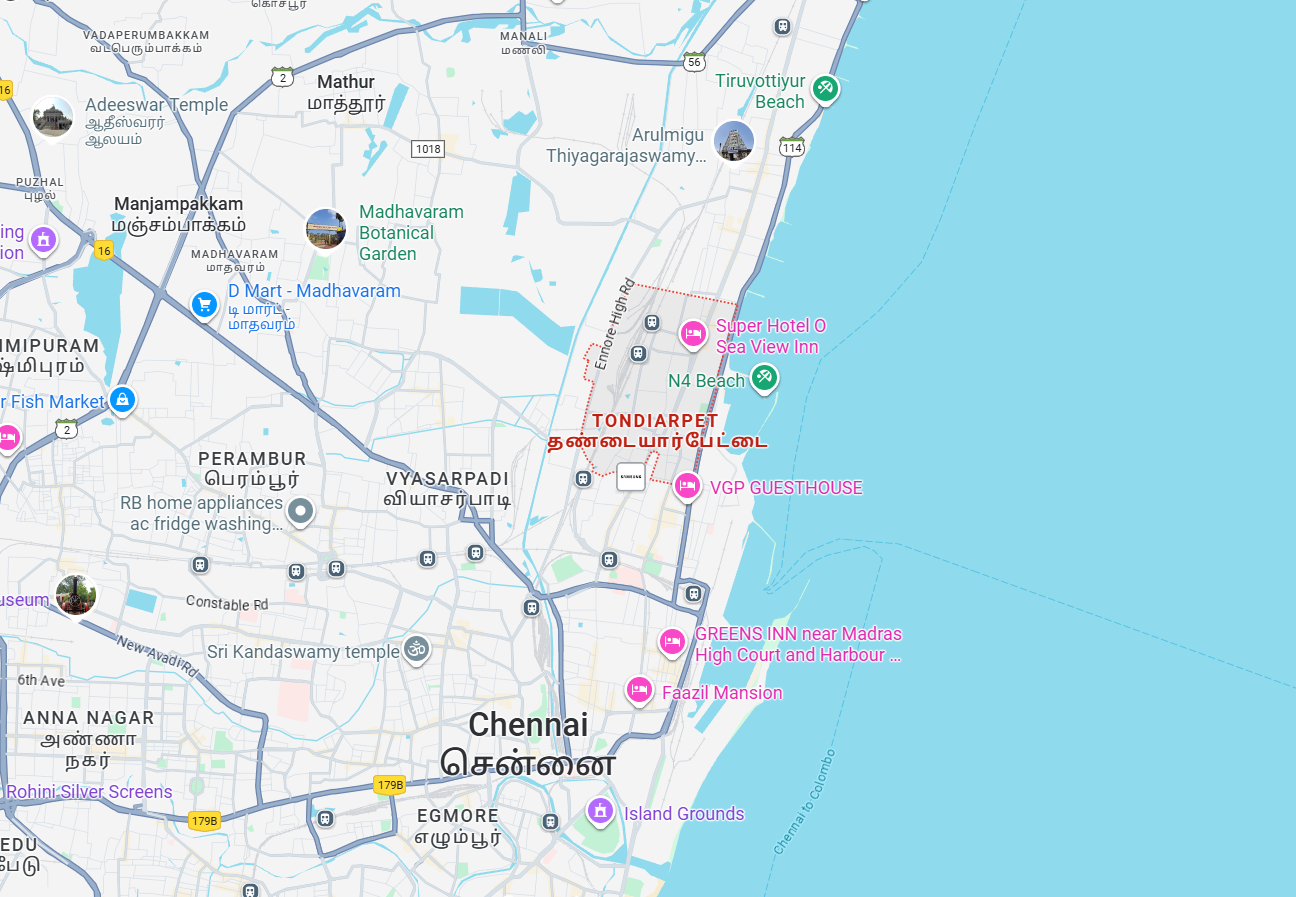 கொசப்பூர்
VADAPERUMBAKKAM
வடபெரும்பாக்கம்
MANALI
மணலி
56
2
16
Mathur
மாத்தூர்
Tiruvottiyur
Beach
Adeeswar Temple
ஆதீஸ்வரர்
ஆலயம்
Arulmigu
Thiyagarajaswamy...
114
1018
PUZHAL
புழல்
Manjampakkam
மஞ்சம்பாக்கம்
Madhavaram
Botanical
Garden
ing
ion
16
MADHAVARAM
மாதவரம்
D Mart - Madhavaram
டி மார்ட் -
மாதவரம்
Ennore High Rd
Super Hotel O
Sea View Inn
IMIPURAM
ஷ்மிபுரம்
N4 Beach
r Fish Market
2
TONDIARPET
தண்டையார்பேட்டை
PERAMBUR
பெரம்பூர்
VYASARPADI
வியாசர்பாடி
SAMSUNG
VGP GUESTHOUSE
RB home appliances
ac fridge washing...
useum
Constable Rd
New Avadi Rd
Sri Kandaswamy temple
GREENS INN near Madras
High Court and Harbour ...
6th Ave
Faazil Mansion
ANNA NAGAR
அண்ணா
நகர்
Chennai
சென்னை
Rohini Silver Screens
179B
179B
EGMORE
எழும்பூர்
Island Grounds
Chennai to Colombo
EDU
பேடு